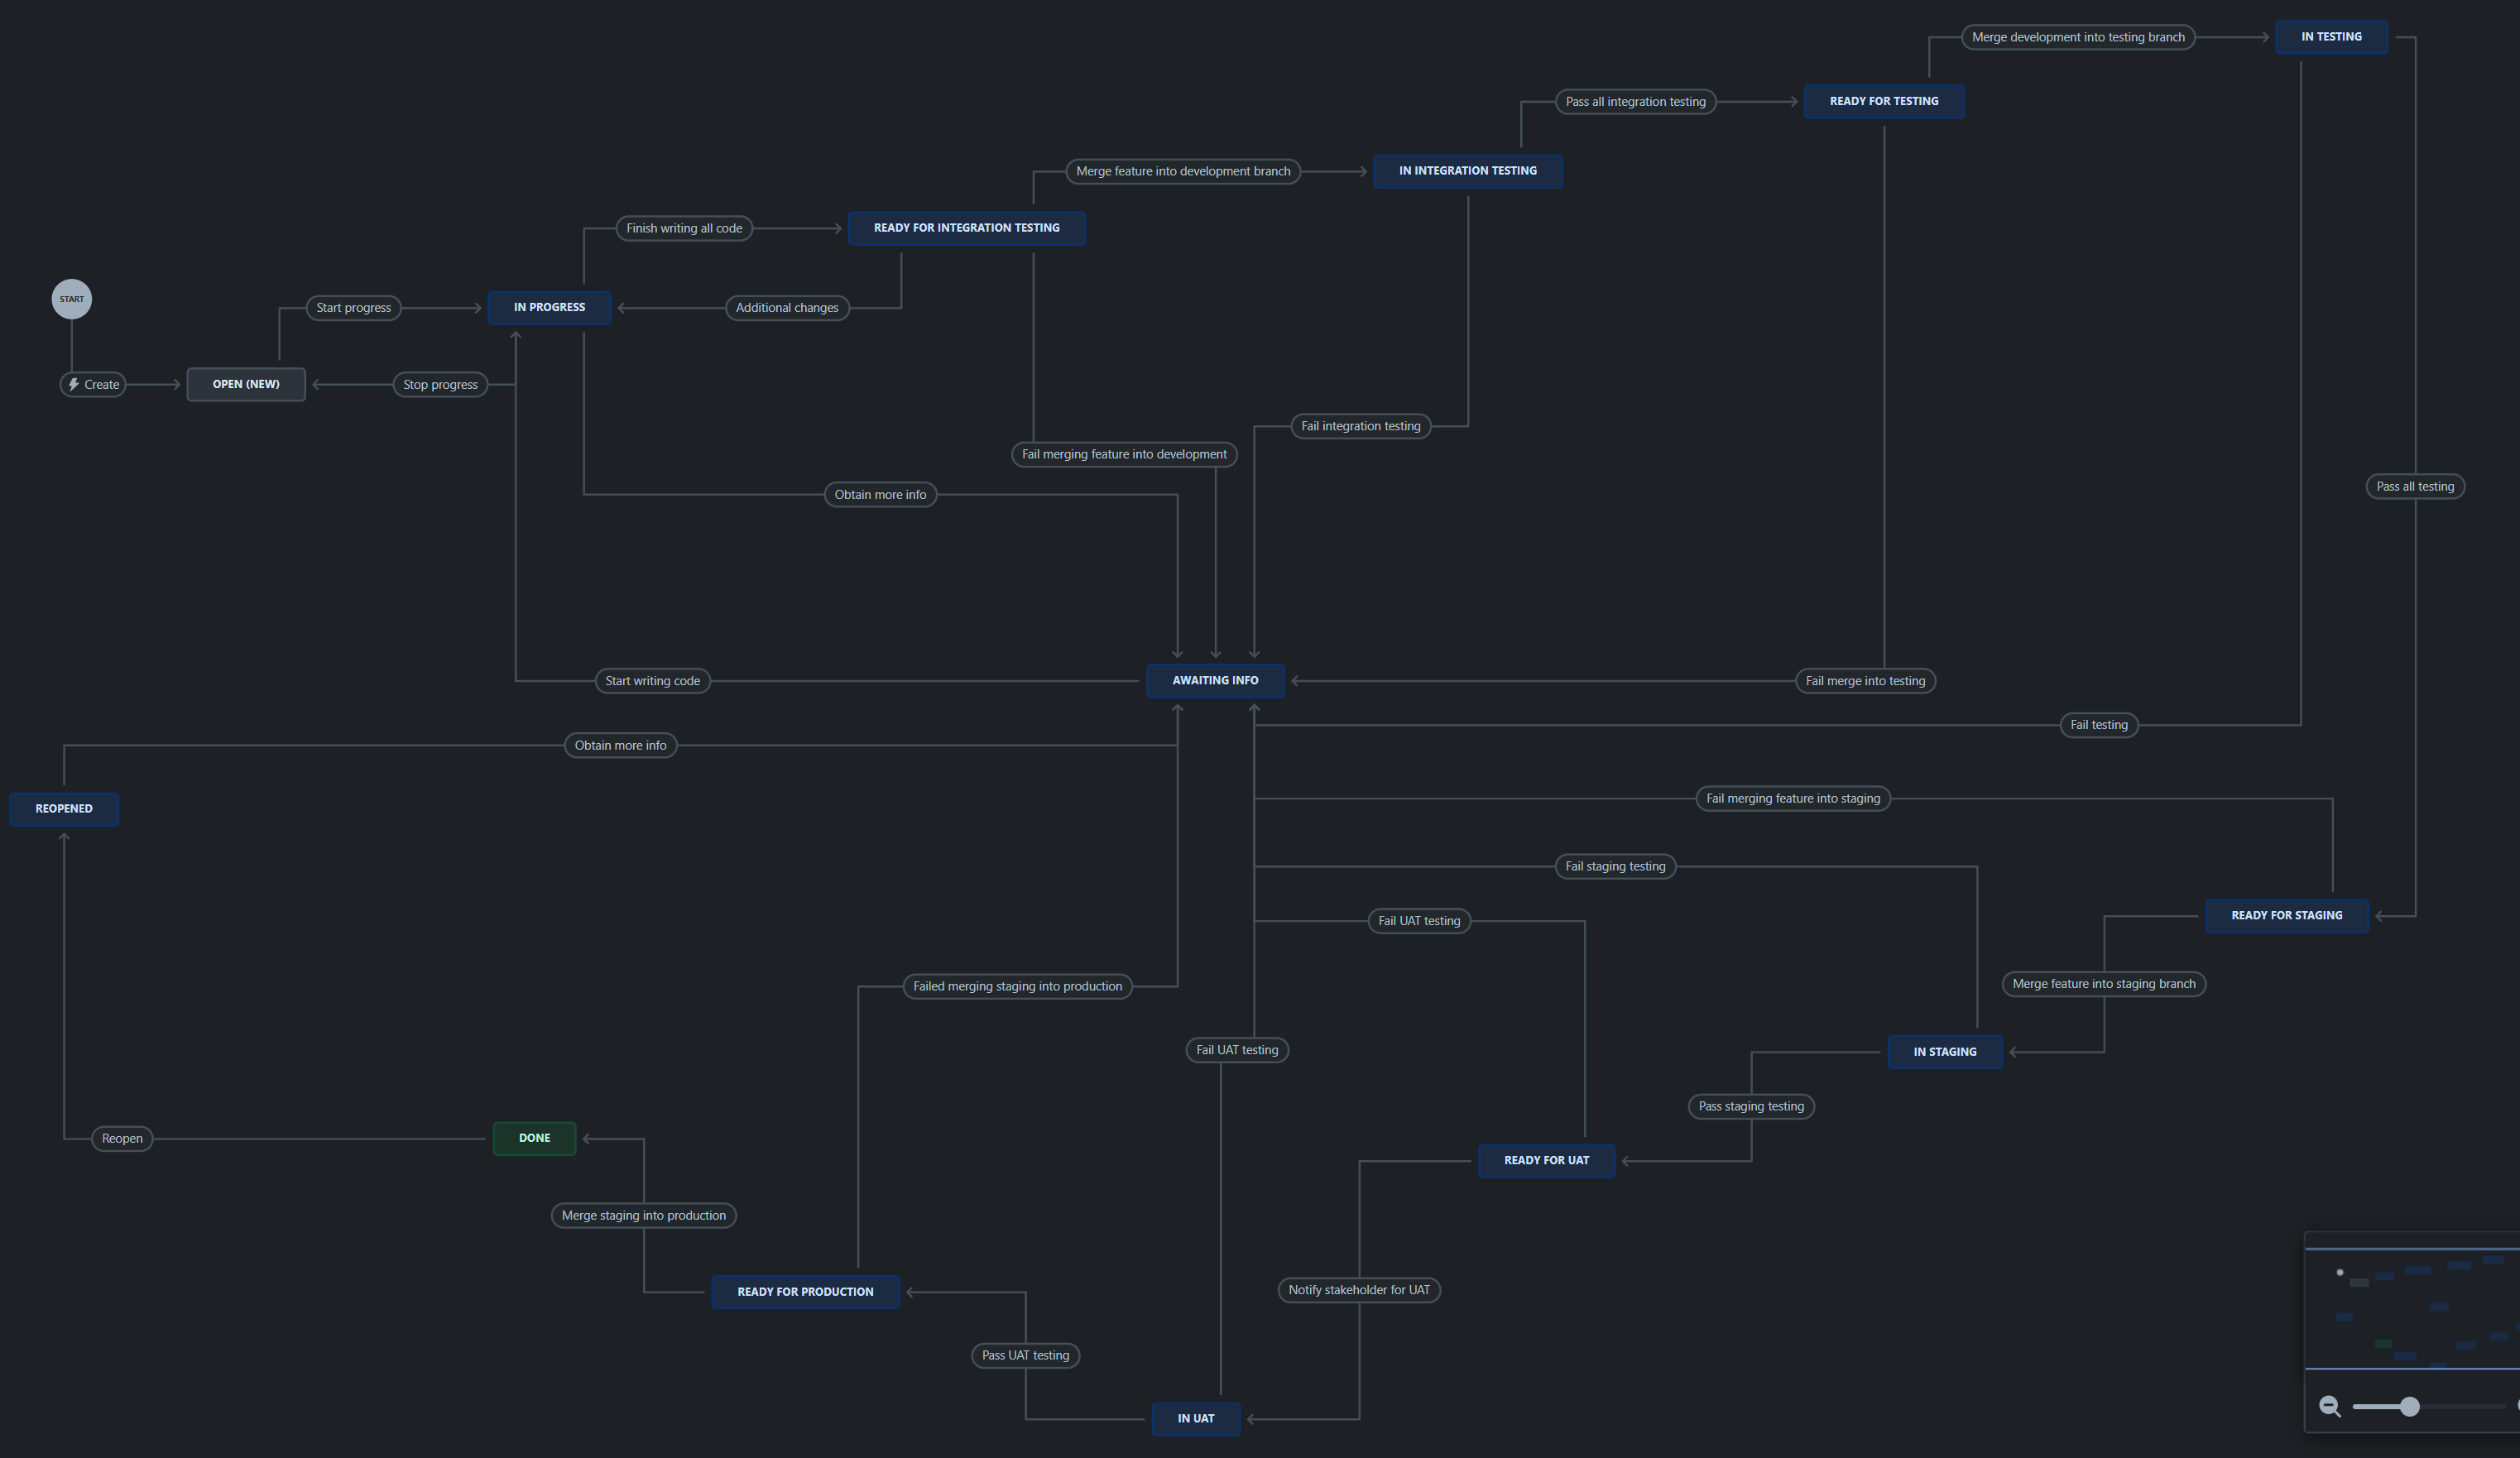 Merge development into testing branch
IN TESTING
Pass all integration testing
READY FOR TESTING
Merge feature into development branch
IN INTEGRATION TESTING
Finish writing all code
READY FOR INTEGRATION TESTING
START
Start progress
IN PROGRESS
Additional changes
Create
OPEN (NEW)
Stop progress
Fail integration testing
Fail merging feature into development
Pass all testing
Obtain more info
Start writing code
AWAITING INFO
Fail merge into testing
Fail testing
Obtain more info
Fail merging feature into staging
REOPENED
Fail staging testing
READY FOR STAGING
Fail UAT testing
Merge feature into staging branch
Failed merging staging into production
Fail UAT testing
IN STAGING
Pass staging testing
Reopen
DONE
READY FOR UAT
Merge staging into production
Notify stakeholder for UAT
READY FOR PRODUCTION
Pass UAT testing
IN UAT